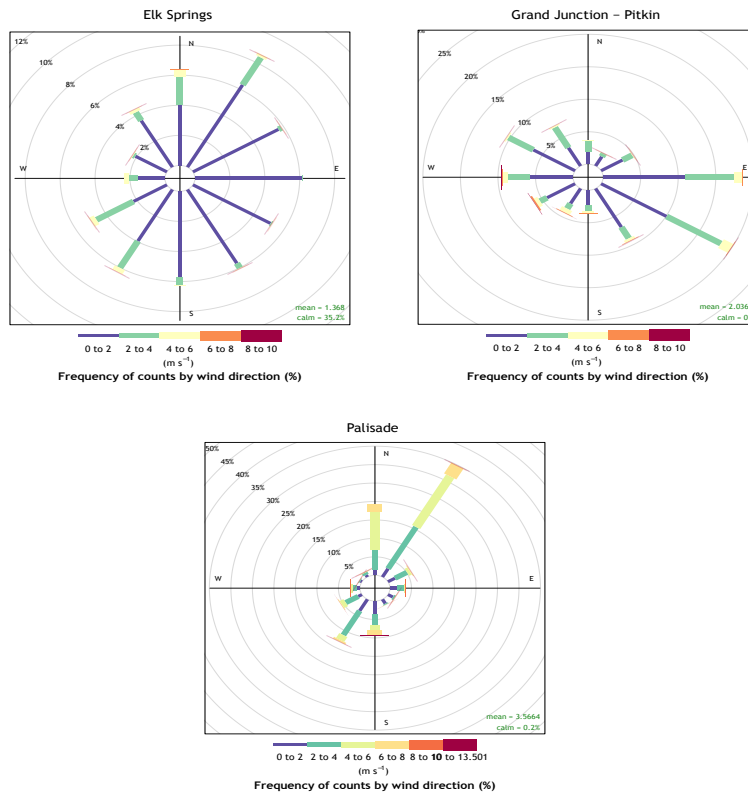 Elk Springs
12%
10%
8%
6%
4%
2%
N
W
E
S
mean = 1.368
calm = 35.2%
0 to 2 2 to 4 4 to 6 6 to 8 8 to 10
(m s⁻¹)
Frequency of counts by wind direction (%)
Grand Junction − Pitkin
25%
20%
15%
10%
5%
N
W
E
S
mean = 2.036
calm = 0
0 to 2 2 to 4 4 to 6 6 to 8 8 to 10
(m s⁻¹)
Frequency of counts by wind direction (%)
Palisade
50%
45%
40%
35%
30%
25%
20%
15%
10%
5%
N
W
E
S
mean = 3.5664
calm = 0.2%
0 to 2 2 to 4 4 to 6 6 to 8 8 to 10 10 to 13.501
(m s⁻¹)
Frequency of counts by wind direction (%)